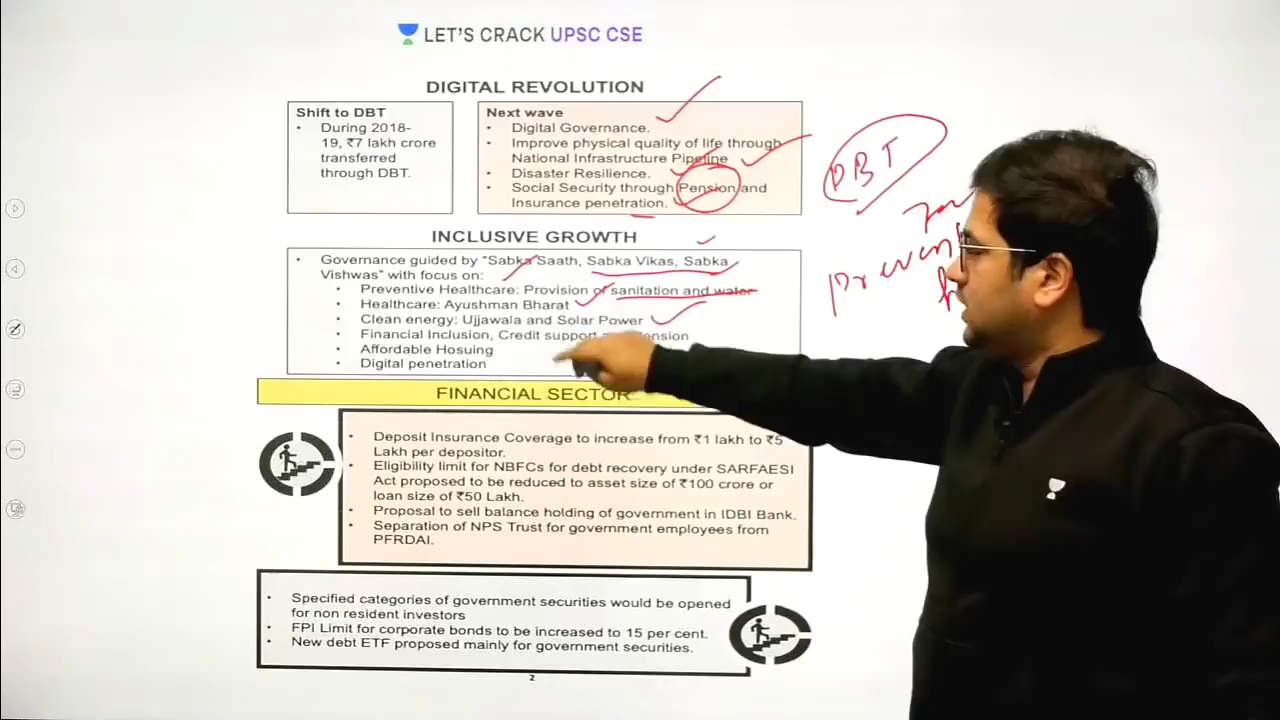 LET'S CRACK UPSC CSE
DIGITAL REVOLUTION
Shift to DBT
• During 2018-
19, ₹7 lakh crore
transferred
through DBT.
Next wave
• Digital Governance.
• Improve physical quality of life through
National Infrastructure Pipeline
• Disaster Resilience.
• Social Security through Pension and
Insurance penetration.
DBT
INCLUSIVE GROWTH
• Governance guided by "Sabka Saath, Sabka Vikas, Sabka
Vishwas" with focus on:
• Preventive Healthcare: Provision of sanitation and water
• Healthcare: Ayushman Bharat
• Clean energy: Ujjawala and Solar Power
• Financial Inclusion, Credit support
• Affordable Hosuing
• Digital penetration
FINANCIAL SECTOR
• Deposit Insurance Coverage to increase from ₹1 lakh to ₹5
Lakh per depositor.
• Eligibility limit for NBFCs for debt recovery under SARFAESI
Act proposed to be reduced to asset size of ₹100 crore or
loan size of ₹50 Lakh.
• Proposal to sell balance holding of government in IDBI Bank.
• Separation of NPS Trust for government employees from
PFRDAI.
• Specified categories of government securities would be opened
for non resident investors
• FPI Limit for corporate bonds to be increased to 15 per cent.
• New debt ETF proposed mainly for government securities.
2